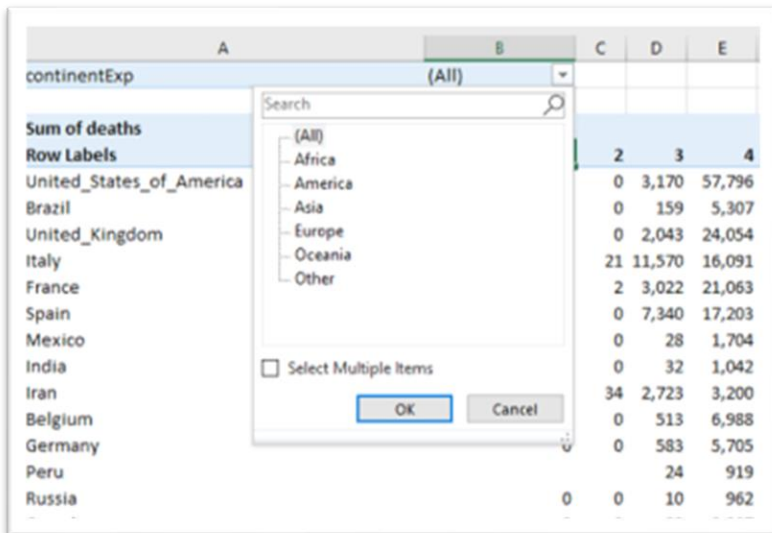 A B C D E
continentExp (All)
Search
Sum of deaths
(All)
Row Labels 2 3 4
Africa
United_States_of_America 0 3,170 57,796
America
Brazil 0 159 5,307
Asia
United_Kingdom 0 2,043 24,054
Europe
Italy 21 11,570 16,091
Oceania
France 2 3,022 21,063
Other
Spain 0 7,340 17,203
Mexico 0 28 1,704
India 0 32 1,042
Select Multiple Items
Iran 34 2,723 3,200
OK Cancel
Belgium 0 513 6,988
Germany 0 0 583 5,705
Peru 24 919
Russia 0 0 10 962